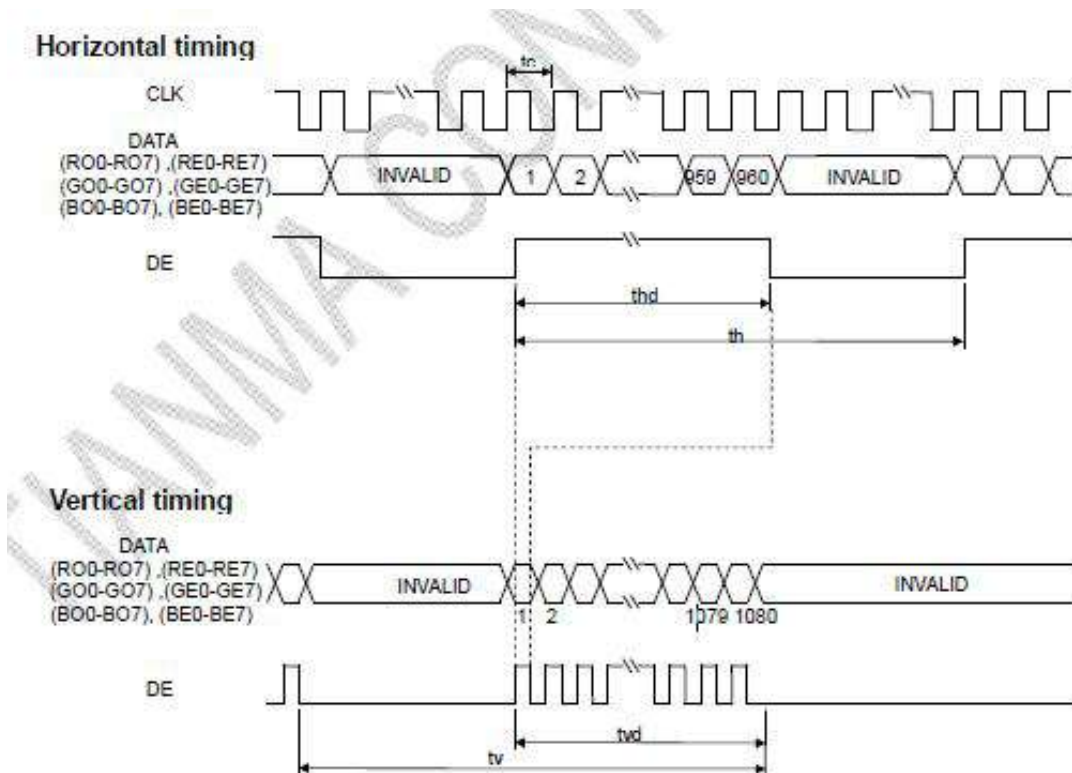 Horizontal timing
tc
CLK
DATA
(RO0-RO7) ,(RE0-RE7)
(GO0-GO7) ,(GE0-GE7)
(BO0-BO7), (BE0-BE7)
INVALID 1 2 959 960 INVALID
DE
thd
th
Vertical timing
DATA
(RO0-RO7) ,(RE0-RE7)
(GO0-GO7) ,(GE0-GE7)
(BO0-BO7), (BE0-BE7)
INVALID INVALID
1 2 1079 1080
DE
tvd
tv
TIANMA CON